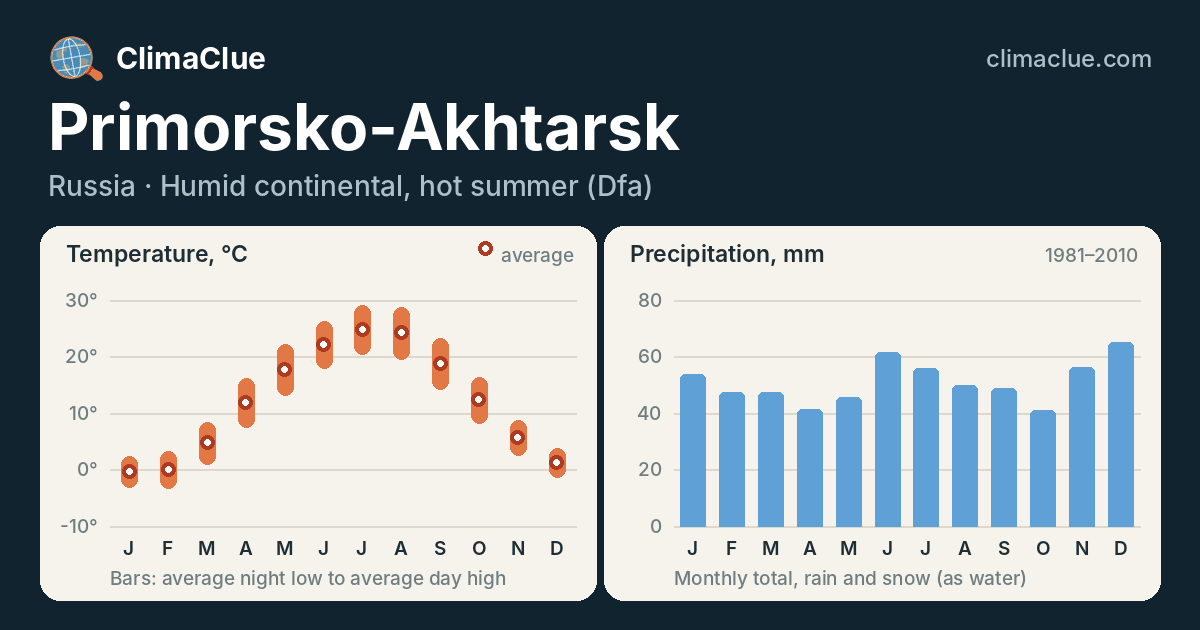 ClimaClue
climaclue.com
Primorsko-Akhtarsk
Russia · Humid continental, hot summer (Dfa)
Temperature, °C
average
30°
20°
10°
0°
-10°
J F M A M J J A S O N D
Bars: average night low to average day high
Precipitation, mm
1981–2010
80
60
40
20
0
J F M A M J J A S O N D
Monthly total, rain and snow (as water)